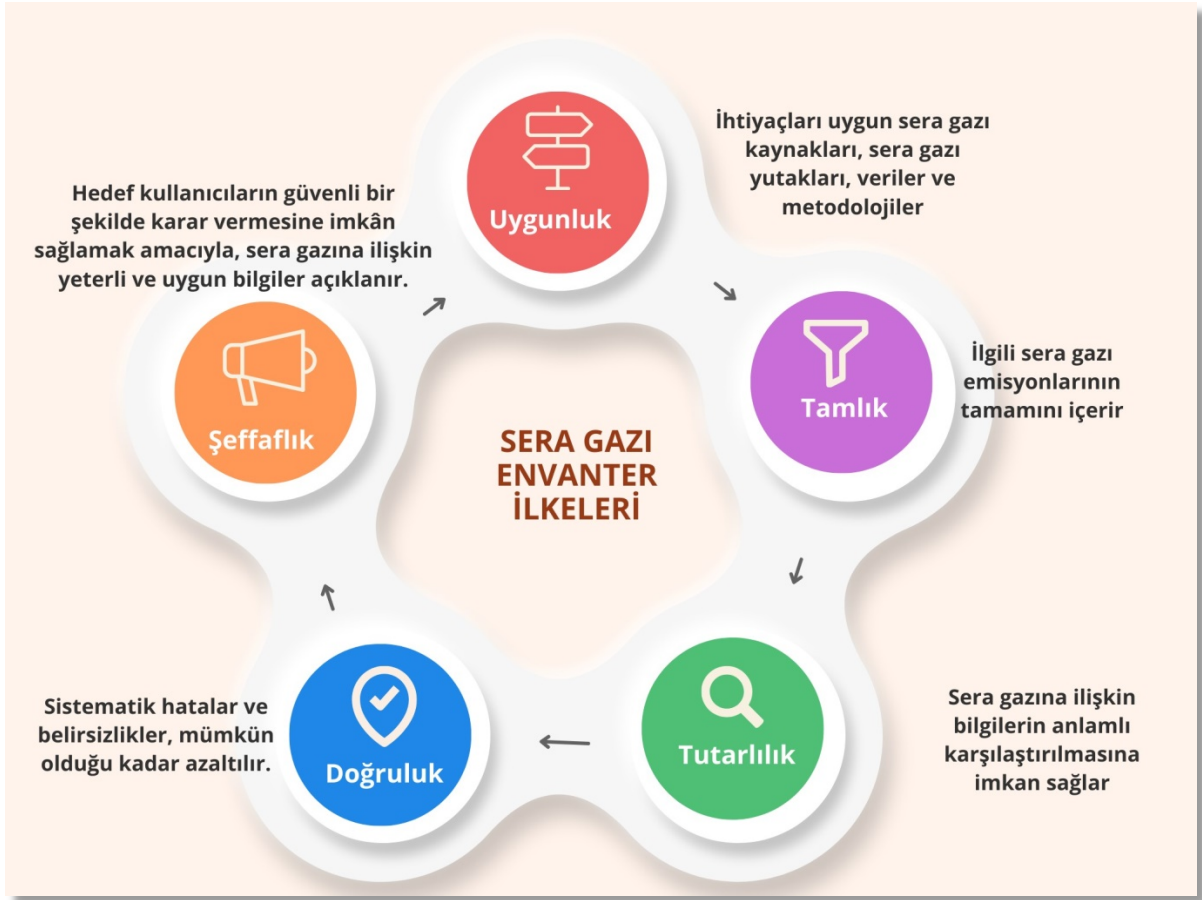 SERA GAZI
ENVANTER
İLKELERİ
Uygunluk
İhtiyaçları uygun sera gazı
kaynakları, sera gazı
yutakları, veriler ve
metodolojiler
Tamlık
İlgili sera gazı
emisyonlarının
tamamını içerir
Tutarlılık
Sera gazına ilişkin
bilgilerin anlamlı
karşılaştırılmasına
imkan sağlar
Doğruluk
Sistematik hatalar ve
belirsizlikler, mümkün
olduğu kadar azaltılır.
Şeffaflık
Hedef kullanıcıların güvenli bir
şekilde karar vermesine imkân
sağlamak amacıyla, sera gazına ilişkin
yeterli ve uygun bilgiler açıklanır.